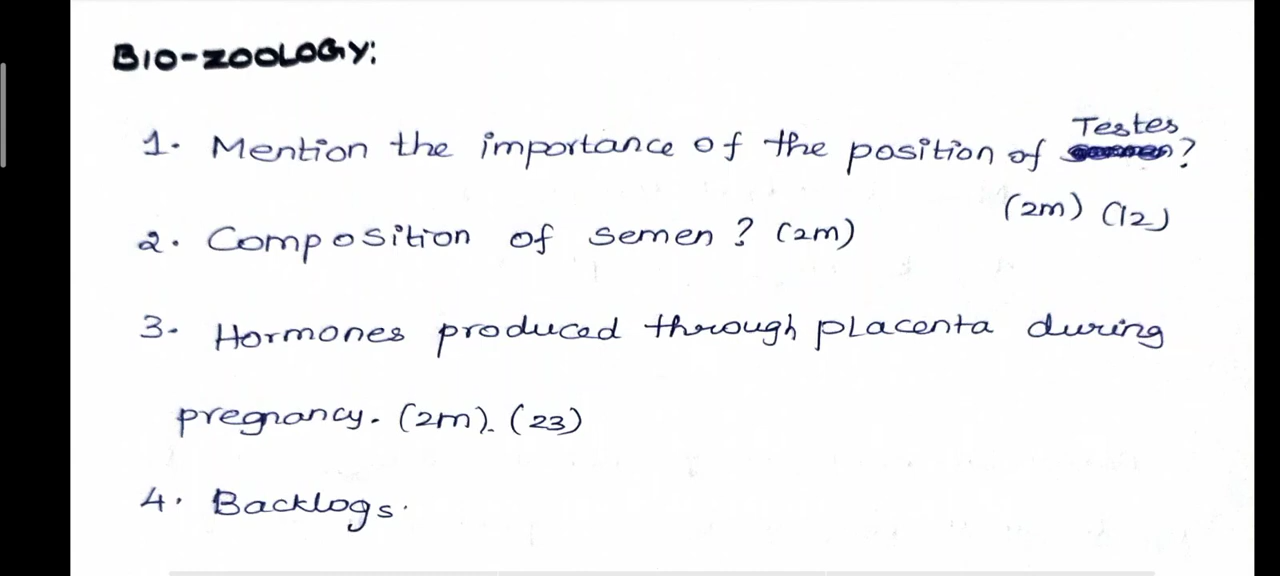 BIO-ZOOLOGY:
1. Mention the importance of the position of Testes?
(2m) (12)
2. Composition of semen? (2m)
3. Hormones produced through placenta during
pregnancy. (2m). (23)
4. Backlogs.